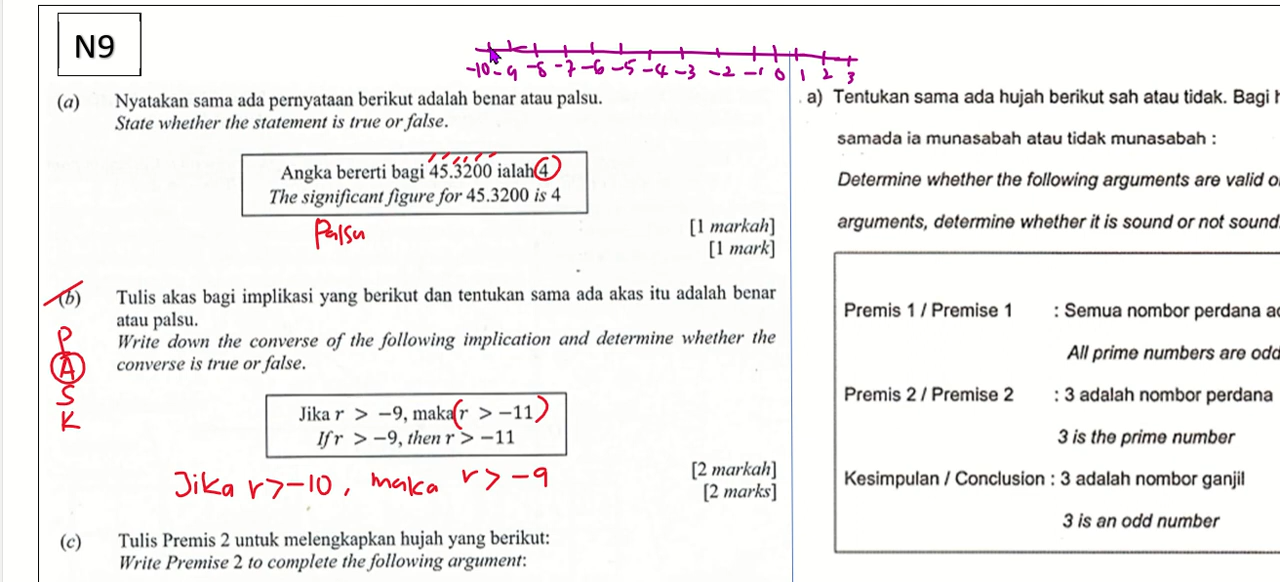 N9
-10 -9 -8 -7 -6 -5 -4 -3 -2 -1 0 1 2 3
(a) Nyatakan sama ada pernyataan berikut adalah benar atau palsu.
State whether the statement is true or false.
Angka bererti bagi 45.3200 ialah 4
The significant figure for 45.3200 is 4
Palsu
[1 markah]
[1 mark]
(b) Tulis akas bagi implikasi yang berikut dan tentukan sama ada akas itu adalah benar
atau palsu.
Write down the converse of the following implication and determine whether the
converse is true or false.
P
A
S
K
Jika r > −9, maka (r > −11)
If r > −9, then r > −11
Jika r > -10, maka r > -9
[2 markah]
[2 marks]
(c) Tulis Premis 2 untuk melengkapkan hujah yang berikut:
Write Premise 2 to complete the following argument:
a) Tentukan sama ada hujah berikut sah atau tidak. Bagi
samada ia munasabah atau tidak munasabah :
Determine whether the following arguments are valid
arguments, determine whether it is sound or not sound
Premis 1 / Premise 1 : Semua nombor perdana
All prime numbers are odd
Premis 2 / Premise 2 : 3 adalah nombor perdana
3 is the prime number
Kesimpulan / Conclusion : 3 adalah nombor ganjil
3 is an odd number